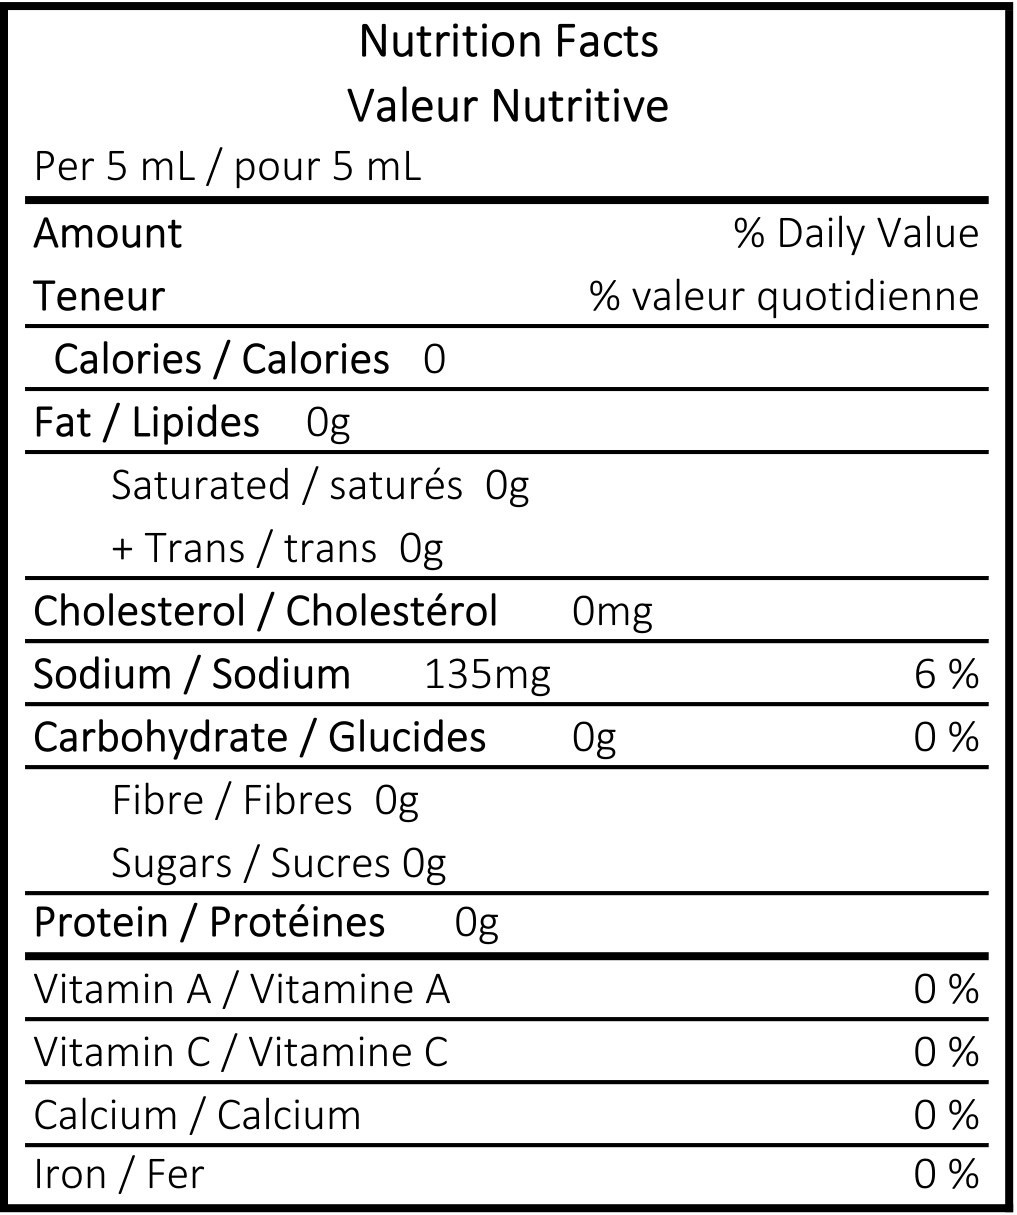 Nutrition Facts
Valeur Nutritive
Per 5 mL / pour 5 mL
Amount % Daily Value
Teneur % valeur quotidienne
Calories / Calories 0
Fat / Lipides 0g
Saturated / saturés 0g
+ Trans / trans 0g
Cholesterol / Cholestérol 0mg
Sodium / Sodium 135mg 6 %
Carbohydrate / Glucides 0g 0 %
Fibre / Fibres 0g
Sugars / Sucres 0g
Protein / Protéines 0g
Vitamin A / Vitamine A 0 %
Vitamin C / Vitamine C 0 %
Calcium / Calcium 0 %
Iron / Fer 0 %